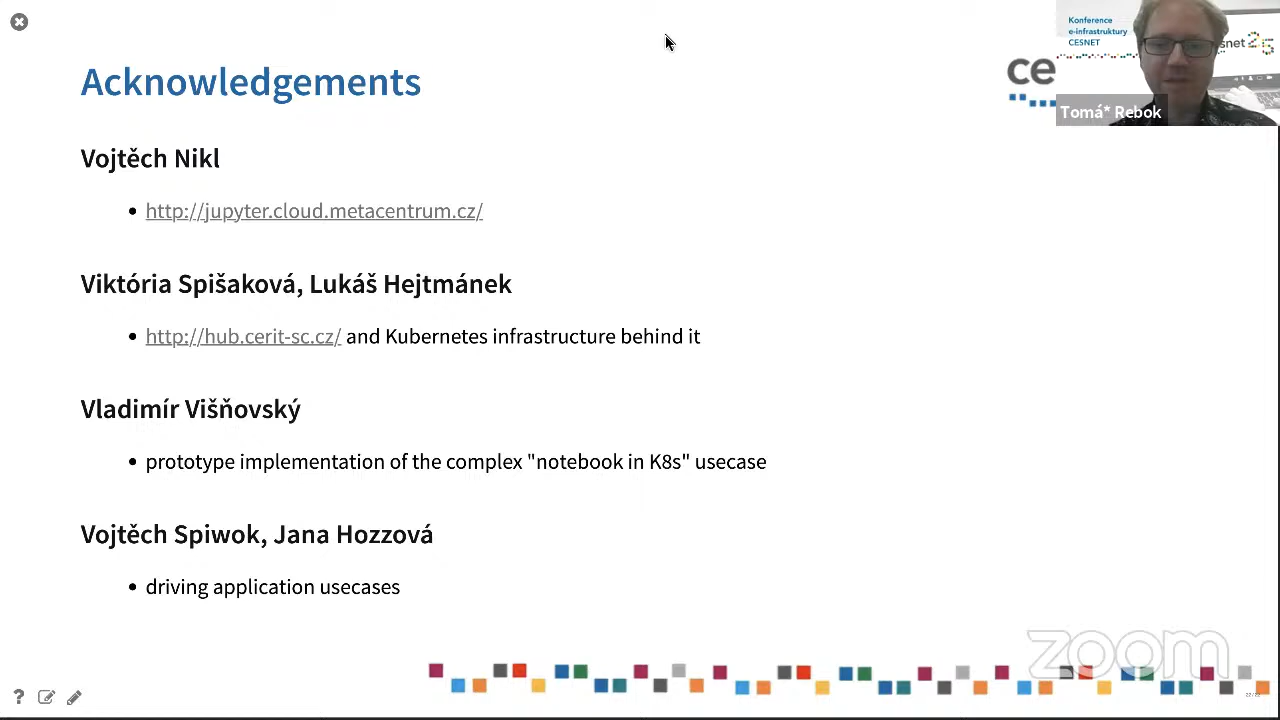 Konference
e-infrastruktury
CESNET
snet
ce
Tomá* Rebok
Acknowledgements
Vojtěch Nikl
• http://jupyter.cloud.metacentrum.cz/
Viktória Spišaková, Lukáš Hejtmánek
• http://hub.cerit-sc.cz/ and Kubernetes infrastructure behind it
Vladimír Višňovský
• prototype implementation of the complex "notebook in K8s" usecase
Vojtěch Spiwok, Jana Hozzová
• driving application usecases
zoom
?